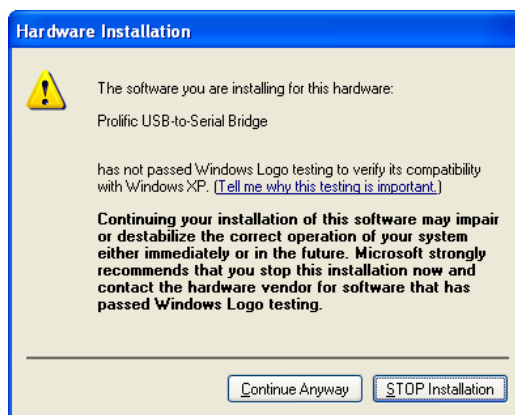 Hardware Installation
The software you are installing for this hardware:
Prolific USB-to-Serial Bridge
has not passed Windows Logo testing to verify its compatibility
with Windows XP. (Tell me why this testing is important.)
Continuing your installation of this software may impair
or destabilize the correct operation of your system
either immediately or in the future. Microsoft strongly
recommends that you stop this installation now and
contact the hardware vendor for software that has
passed Windows Logo testing.
Continue Anyway STOP Installation